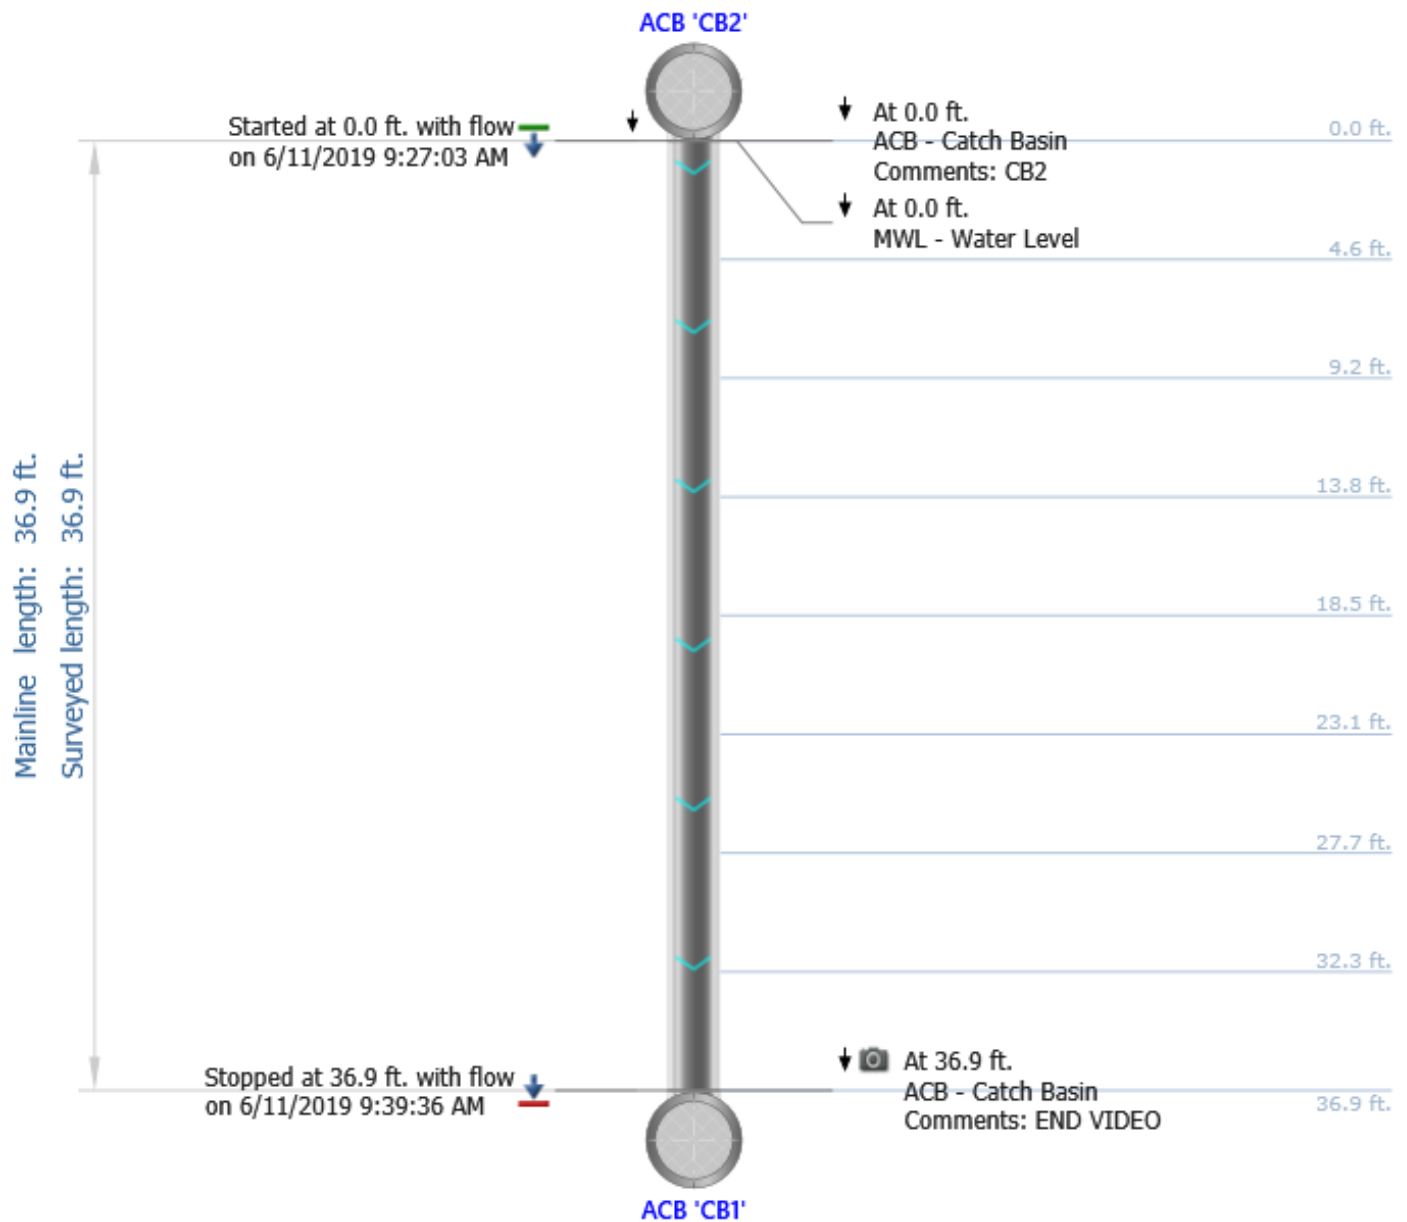 ACB 'CB2'
Started at 0.0 ft. with flow
on 6/11/2019 9:27:03 AM
At 0.0 ft.
ACB - Catch Basin
Comments: CB2
At 0.0 ft.
MWL - Water Level
0.0 ft.
4.6 ft.
9.2 ft.
13.8 ft.
18.5 ft.
23.1 ft.
27.7 ft.
32.3 ft.
36.9 ft.
Mainline length: 36.9 ft.
Surveyed length: 36.9 ft.
Stopped at 36.9 ft. with flow
on 6/11/2019 9:39:36 AM
At 36.9 ft.
ACB - Catch Basin
Comments: END VIDEO
ACB 'CB1'